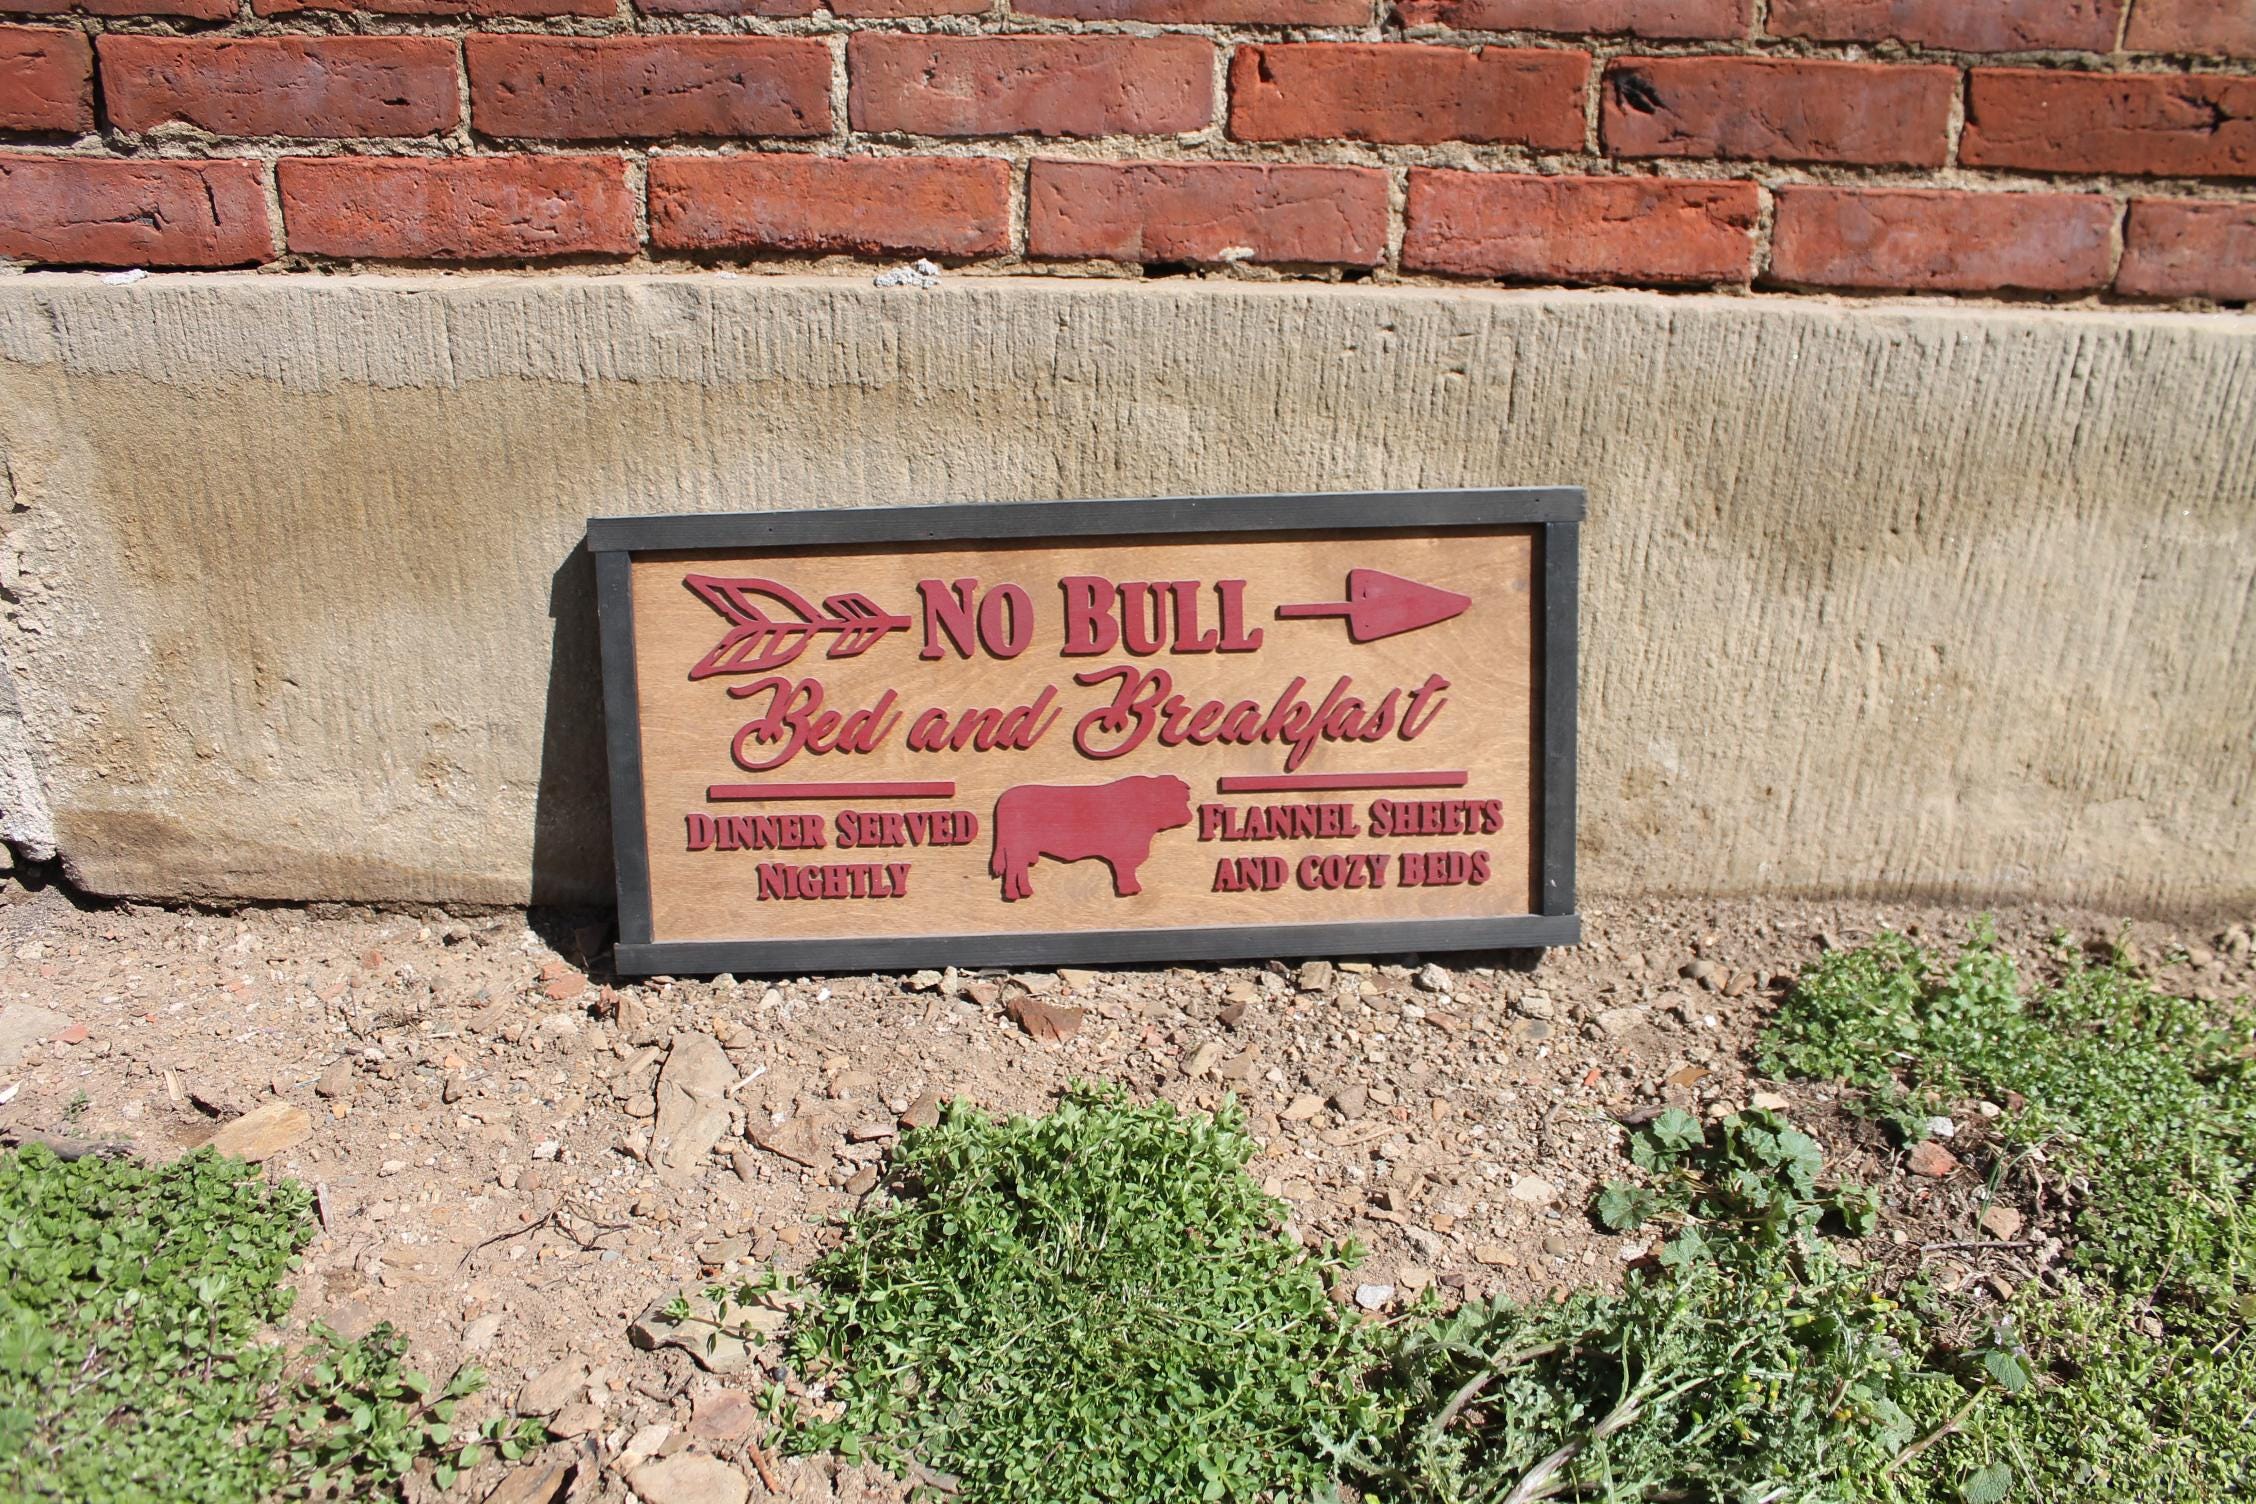 NO BULL
Bed and Breakfast
DINNER SERVED
NIGHTLY
FLANNEL SHEETS
AND COZY BEDS